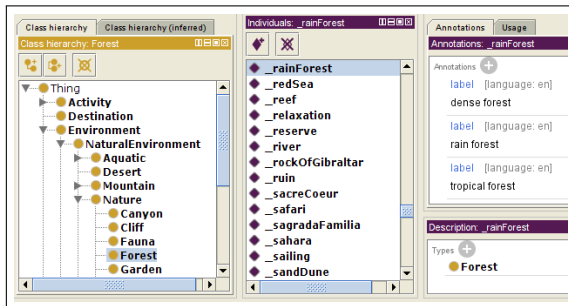 Class hierarchy
Class hierarchy (inferred)
Class hierarchy: Forest
Thing
Activity
Destination
Environment
NaturalEnvironment
Aquatic
Desert
Mountain
Nature
Canyon
Cliff
Fauna
Forest
Garden
Individuals: _rainForest
_rainForest
_redSea
_reef
_relaxation
_reserve
_river
_rockOfGibraltar
_ruin
_sacreCoeur
_safari
_sagradaFamilia
_sahara
_sailing
_sandDune
Annotations
Usage
Annotations: _rainForest
Annotations
label [language: en]
dense forest
label [language: en]
rain forest
label [language: en]
tropical forest
Description: _rainForest
Types
Forest